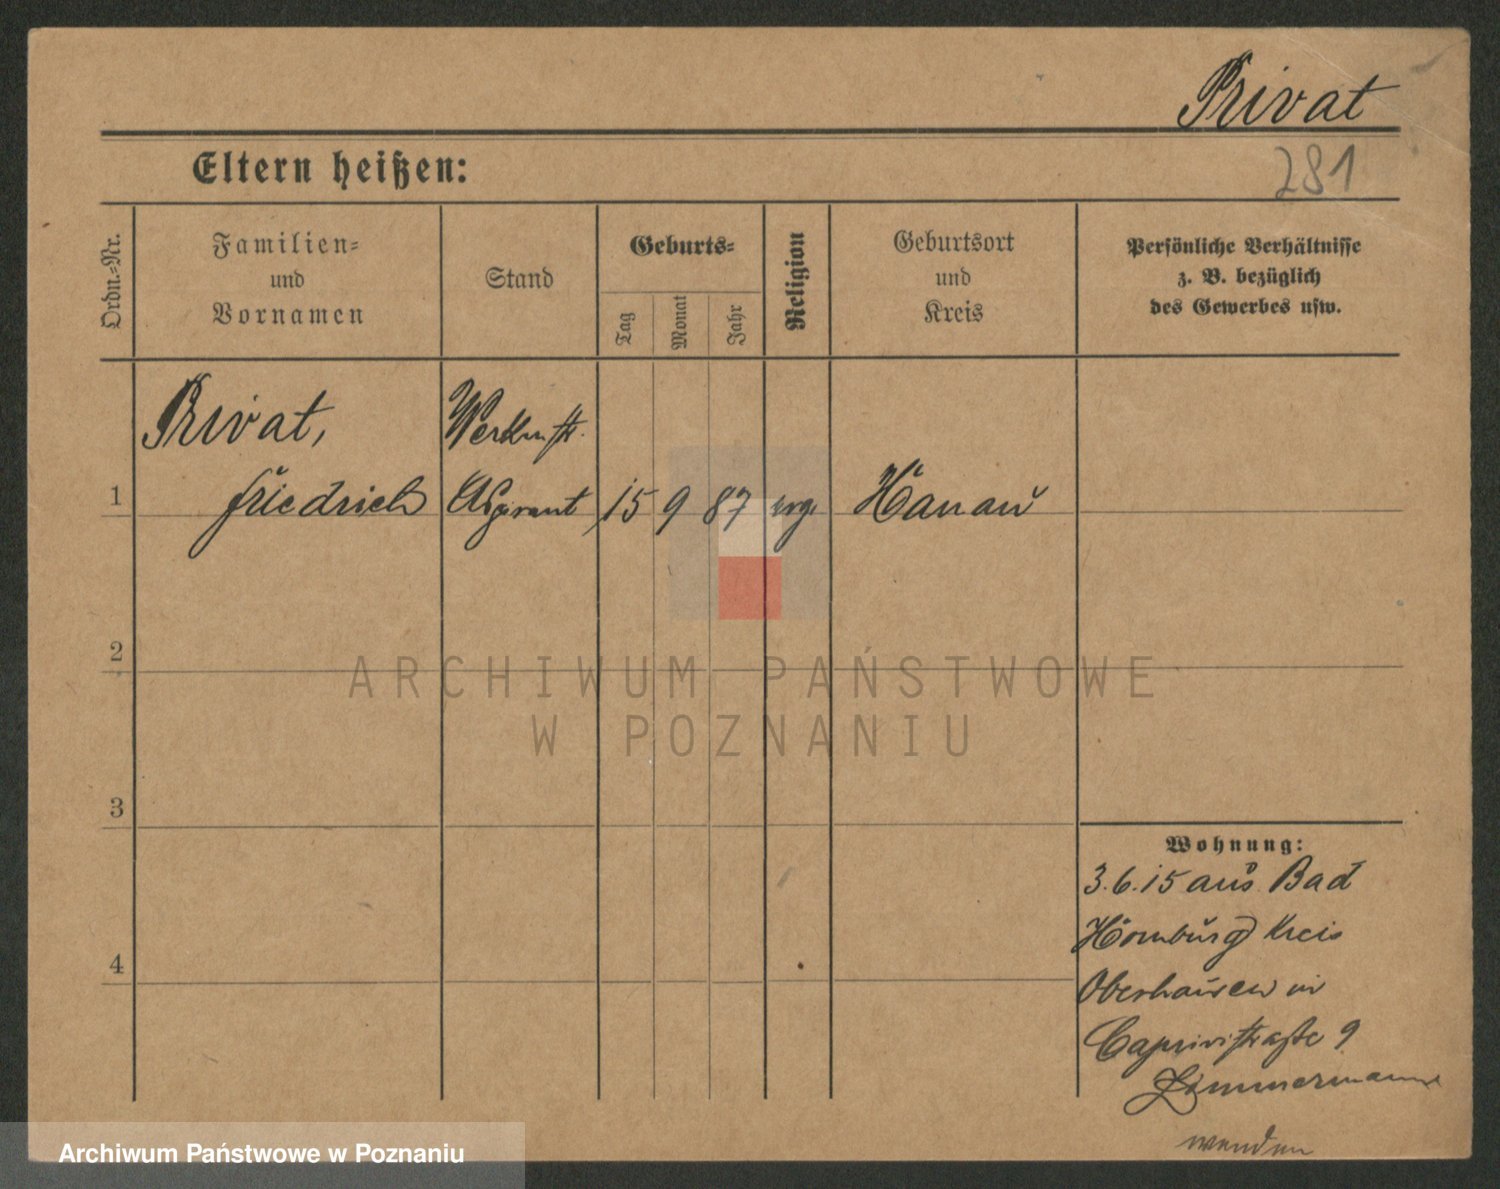 Privat
281
Eltern heißen:
Ordn.-Nr.
Familien-
und
Vornamen
Stand
Geburts-
Tag
Monat
Jahr
Religion
Geburtsort
und
Kreis
Persönliche Verhältnisse
z. B. bezüglich
des Gewerbes usw.
Privat, Werkmstr.
1 Friedrich Aspirant 15 9 87 evg. Hanau
2
3
4
Wohnung:
3.6.15 aus Bad
Homburg Kreis
Oberhausen in
Caprivistraße 9
Zimmermann
wenden
ARCHIWUM PAŃSTWOWE
W POZNANIU
Archiwum Państwowe w Poznaniu